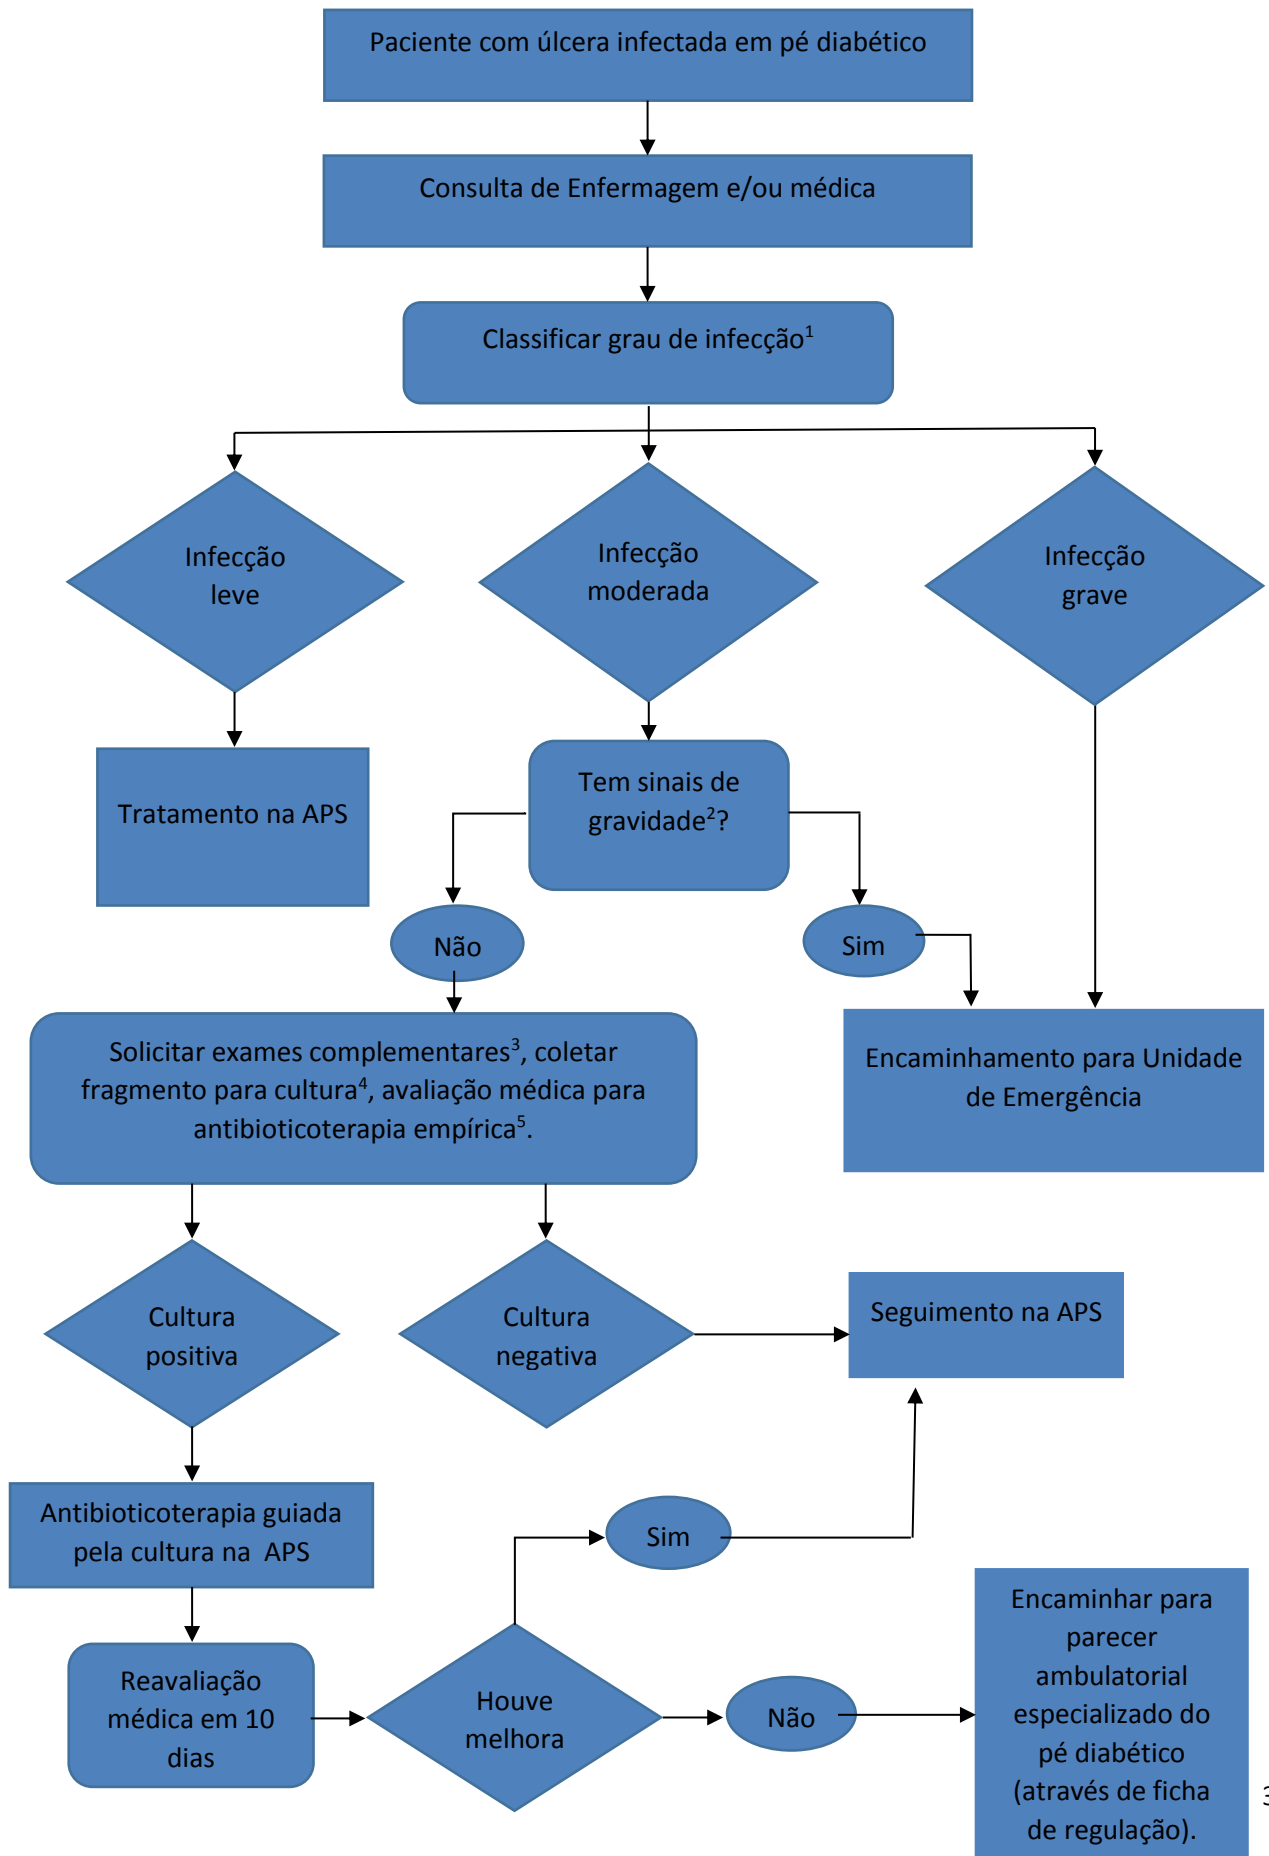 Paciente com úlcera infectada em pé diabético
Consulta de Enfermagem e/ou médica
Classificar grau de infecção¹
Infecção
leve
Infecção
moderada
Infecção
grave
Tratamento na APS
Tem sinais de
gravidade²?
Não
Sim
Solicitar exames complementares³, coletar
fragmento para cultura⁴, avaliação médica para
antibioticoterapia empírica⁵.
Encaminhamento para Unidade
de Emergência
Cultura
positiva
Cultura
negativa
Seguimento na APS
Antibioticoterapia guiada
pela cultura na APS
Sim
Reavaliação
médica em 10
dias
Houve
melhora
Não
Encaminhar para
parecer
ambulatorial
especializado do
pé diabético
(através de ficha
de regulação).